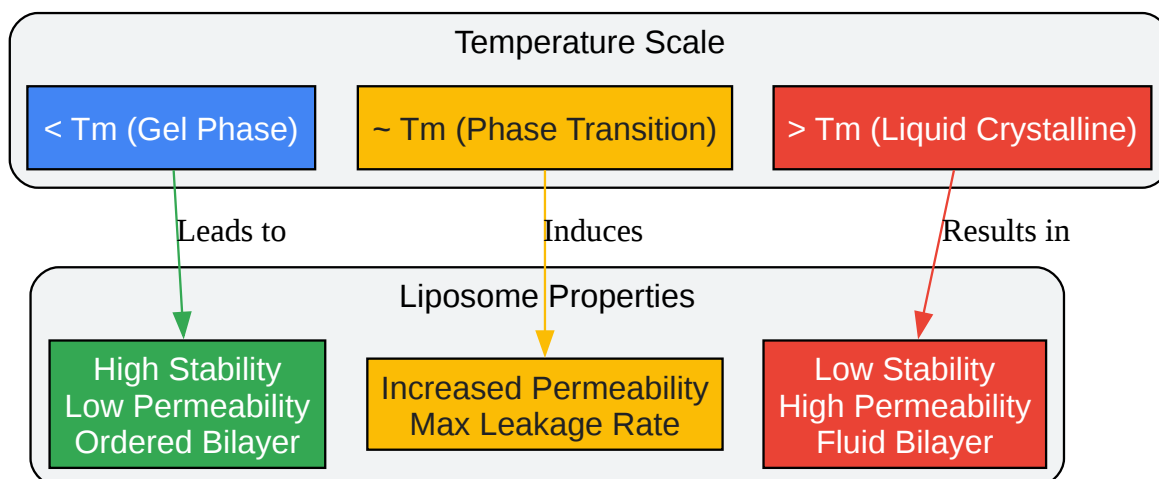 Temperature Scale
< Tm (Gel Phase)
~ Tm (Phase Transition)
> Tm (Liquid Crystalline)
Leads to
Induces
Results in
Liposome Properties
High Stability
Low Permeability
Ordered Bilayer
Increased Permeability
Max Leakage Rate
Low Stability
High Permeability
Fluid Bilayer